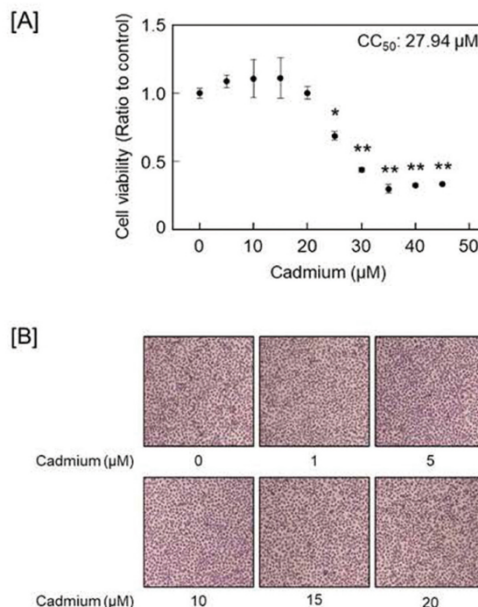 [A]
CC₅₀: 27.94 µM
1.5
1.0
0.5
0.0
Cell viability (Ratio to control)
*
**
** ** **
0 10 20 30 40 50
Cadmium (µM)
[B]
Cadmium (µM) 0 1 5
Cadmium (µM) 10 15 20